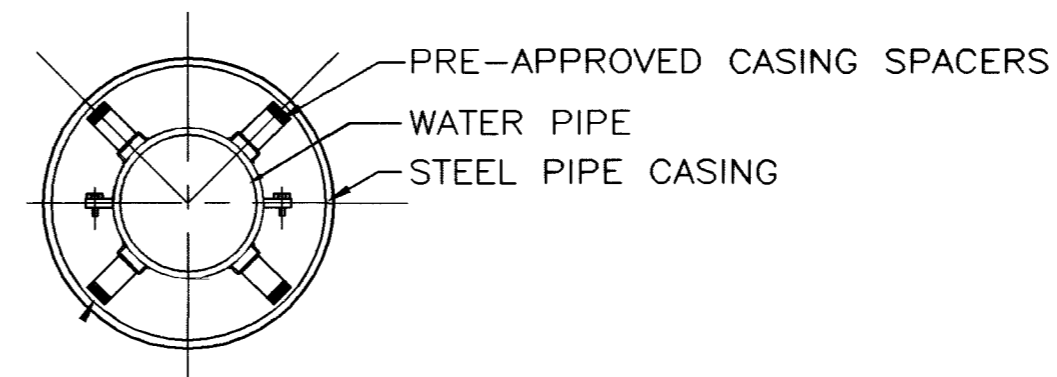 PRE-APPROVED CASING SPACERS
WATER PIPE
STEEL PIPE CASING